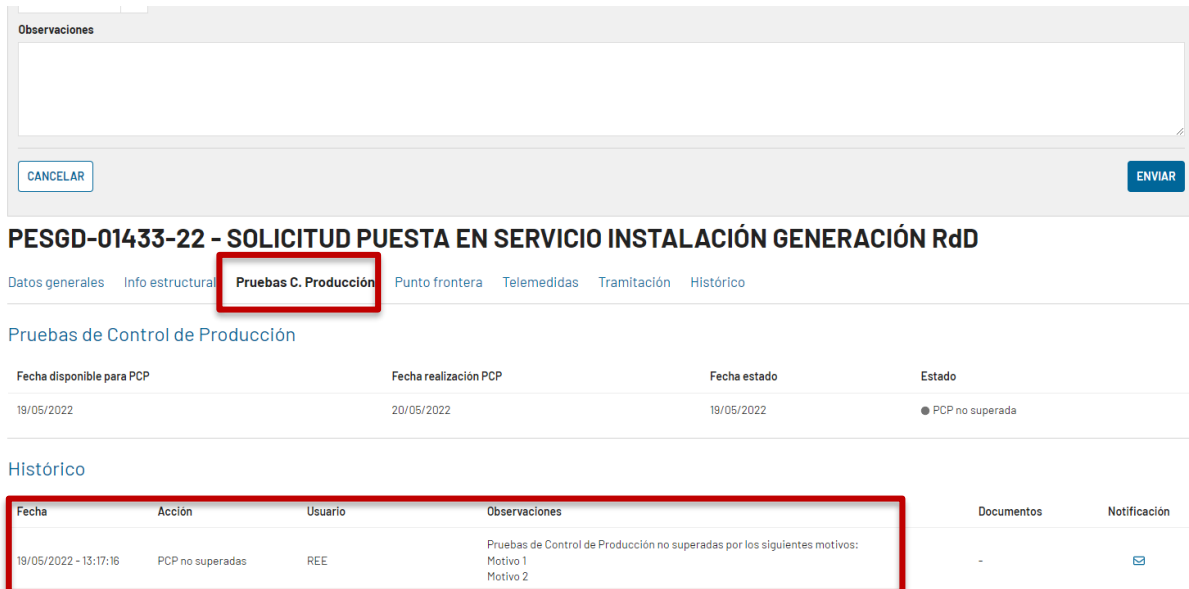 Observaciones
CANCELAR
ENVIAR
PESGD-01433-22 - SOLICITUD PUESTA EN SERVICIO INSTALACIÓN GENERACIÓN RdD
Datos generales Info estructural Pruebas C. Producción Punto frontera Telemedidas Tramitación Histórico
Pruebas de Control de Producción
Fecha disponible para PCP Fecha realización PCP Fecha estado Estado
19/05/2022 20/05/2022 19/05/2022 PCP no superada
Histórico
Fecha Acción Usuario Observaciones Documentos Notificación
19/05/2022 - 13:17:16 PCP no superadas REE Pruebas de Control de Producción no superadas por los siguientes motivos:
Motivo 1
Motivo 2
-